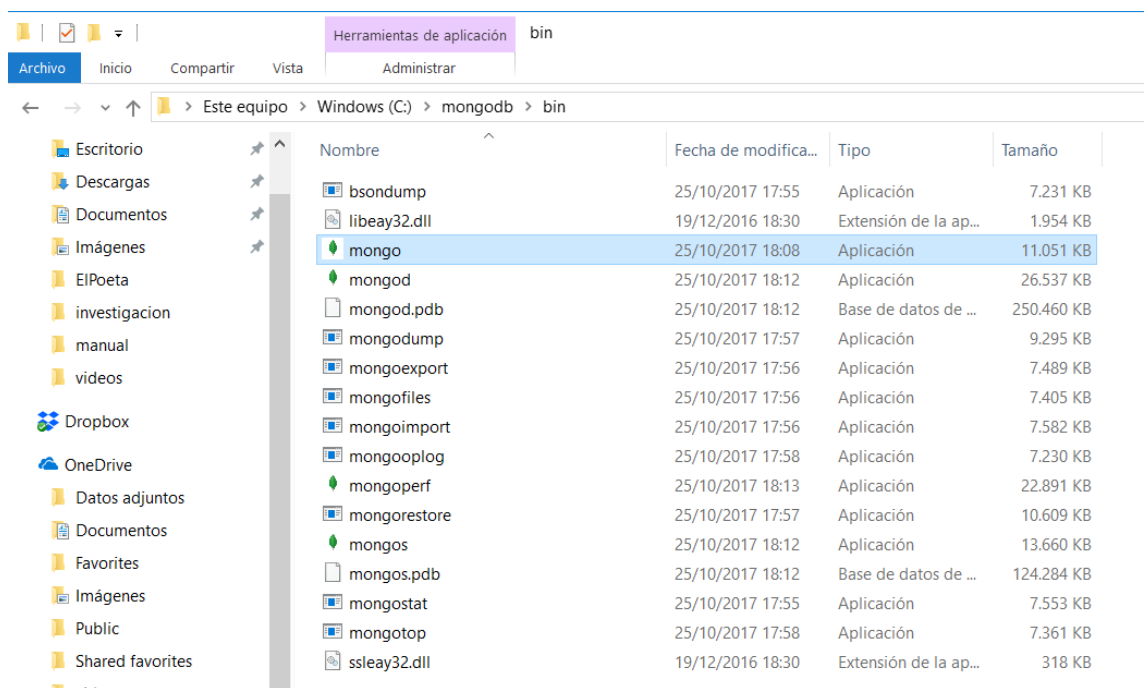 Herramientas de aplicación bin
Archivo Inicio Compartir Vista Administrar
Este equipo > Windows (C:) > mongodb > bin
Escritorio
Descargas
Documentos
Imágenes
ElPoeta
investigacion
manual
videos
Dropbox
OneDrive
Datos adjuntos
Documentos
Favorites
Imágenes
Public
Shared favorites
Nombre Fecha de modifica... Tipo Tamaño
bsondump 25/10/2017 17:55 Aplicación 7.231 KB
libeay32.dll 19/12/2016 18:30 Extensión de la ap... 1.954 KB
mongo 25/10/2017 18:08 Aplicación 11.051 KB
mongod 25/10/2017 18:12 Aplicación 26.537 KB
mongod.pdb 25/10/2017 18:12 Base de datos de ... 250.460 KB
mongodump 25/10/2017 17:57 Aplicación 9.295 KB
mongoexport 25/10/2017 17:56 Aplicación 7.489 KB
mongofiles 25/10/2017 17:56 Aplicación 7.405 KB
mongoimport 25/10/2017 17:56 Aplicación 7.582 KB
mongooplog 25/10/2017 17:58 Aplicación 7.230 KB
mongoperf 25/10/2017 18:13 Aplicación 22.891 KB
mongorestore 25/10/2017 17:57 Aplicación 10.609 KB
mongos 25/10/2017 18:12 Aplicación 13.660 KB
mongos.pdb 25/10/2017 18:12 Base de datos de ... 124.284 KB
mongostat 25/10/2017 17:55 Aplicación 7.553 KB
mongotop 25/10/2017 17:58 Aplicación 7.361 KB
ssleay32.dll 19/12/2016 18:30 Extensión de la ap... 318 KB